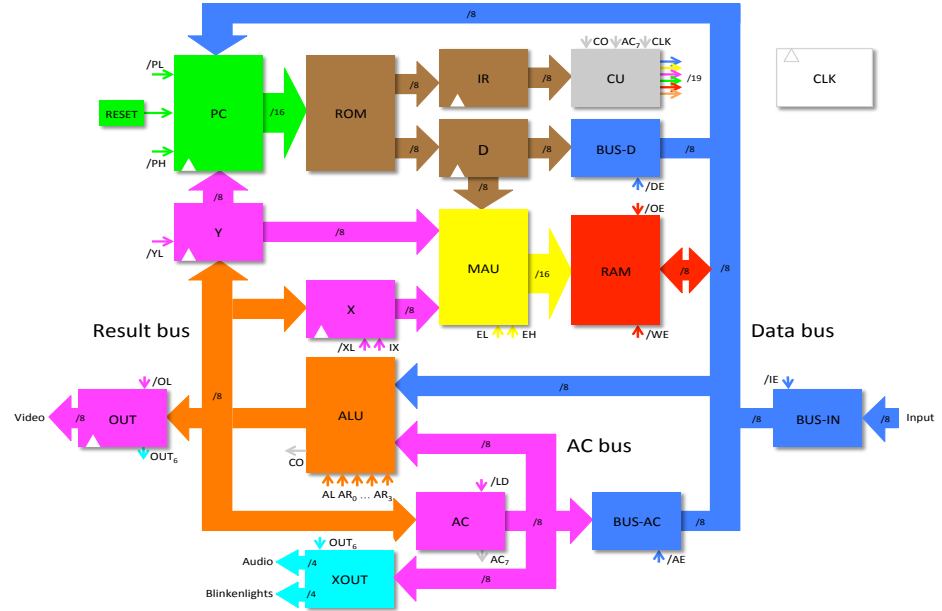 /8
/PL
CO AC7 CLK
IR
CU
/19
CLK
/8
/8
RESET
PC
/16
ROM
D
BUS-D
/8
/8
/8
/PH
/8
/DE
/8
/OE
Y
/8
/YL
MAU
/16
RAM
/8
/8
X
/8
EL EH
/WE
Result bus
/XL IX
Data bus
/OL
/8
/8
/IE
Video
/8
OUT
ALU
BUS-IN
/8
/8
Input
/8
AC bus
OUT6
CO
AL AR0 ... AR3
/LD
AC
/8
BUS-AC
/8
OUT6
AC7
/AE
Audio
/4
XOUT
/8
Blinkenlights
/4